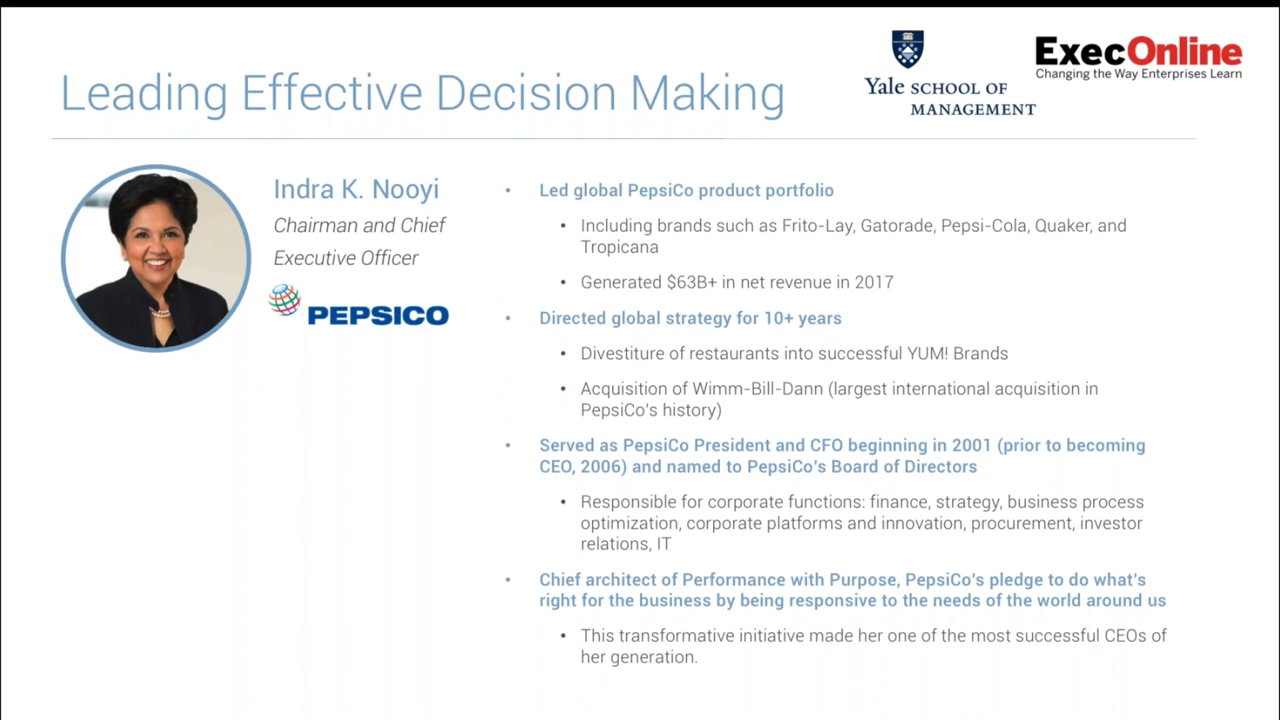 Leading Effective Decision Making
Yale SCHOOL OF
MANAGEMENT
ExecOnline
Changing the Way Enterprises Learn
Indra K. Nooyi
Chairman and Chief
Executive Officer
PEPSICO
• Led global PepsiCo product portfolio
• Including brands such as Frito-Lay, Gatorade, Pepsi-Cola, Quaker, and
Tropicana
• Generated $63B+ in net revenue in 2017
• Directed global strategy for 10+ years
• Divestiture of restaurants into successful YUM! Brands
• Acquisition of Wimm-Bill-Dann (largest international acquisition in
PepsiCo's history)
• Served as PepsiCo President and CFO beginning in 2001 (prior to becoming
CEO, 2006) and named to PepsiCo's Board of Directors
• Responsible for corporate functions: finance, strategy, business process
optimization, corporate platforms and innovation, procurement, investor
relations, IT
• Chief architect of Performance with Purpose, PepsiCo's pledge to do what's
right for the business by being responsive to the needs of the world around us
• This transformative initiative made her one of the most successful CEOs of
her generation.